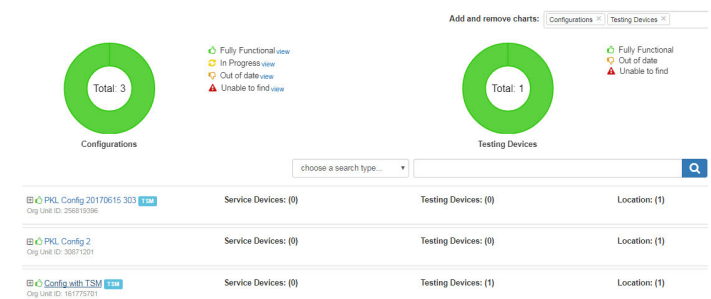 Add and remove charts: Configurations × Testing Devices ×
Total: 3
Fully Functional view
In Progress view
Out of date view
Unable to find view
Configurations
Total: 1
Fully Functional
Out of date
Unable to find
Testing Devices
choose a search type...
PKL Config 20170615 303 TSM
Org Unit ID: 256819396
Service Devices: (0)
Testing Devices: (0)
Location: (1)
PKL Config 2
Org Unit ID: 30871201
Service Devices: (0)
Testing Devices: (0)
Location: (1)
Config with TSM TSM
Org Unit ID: 161775701
Service Devices: (0)
Testing Devices: (1)
Location: (1)